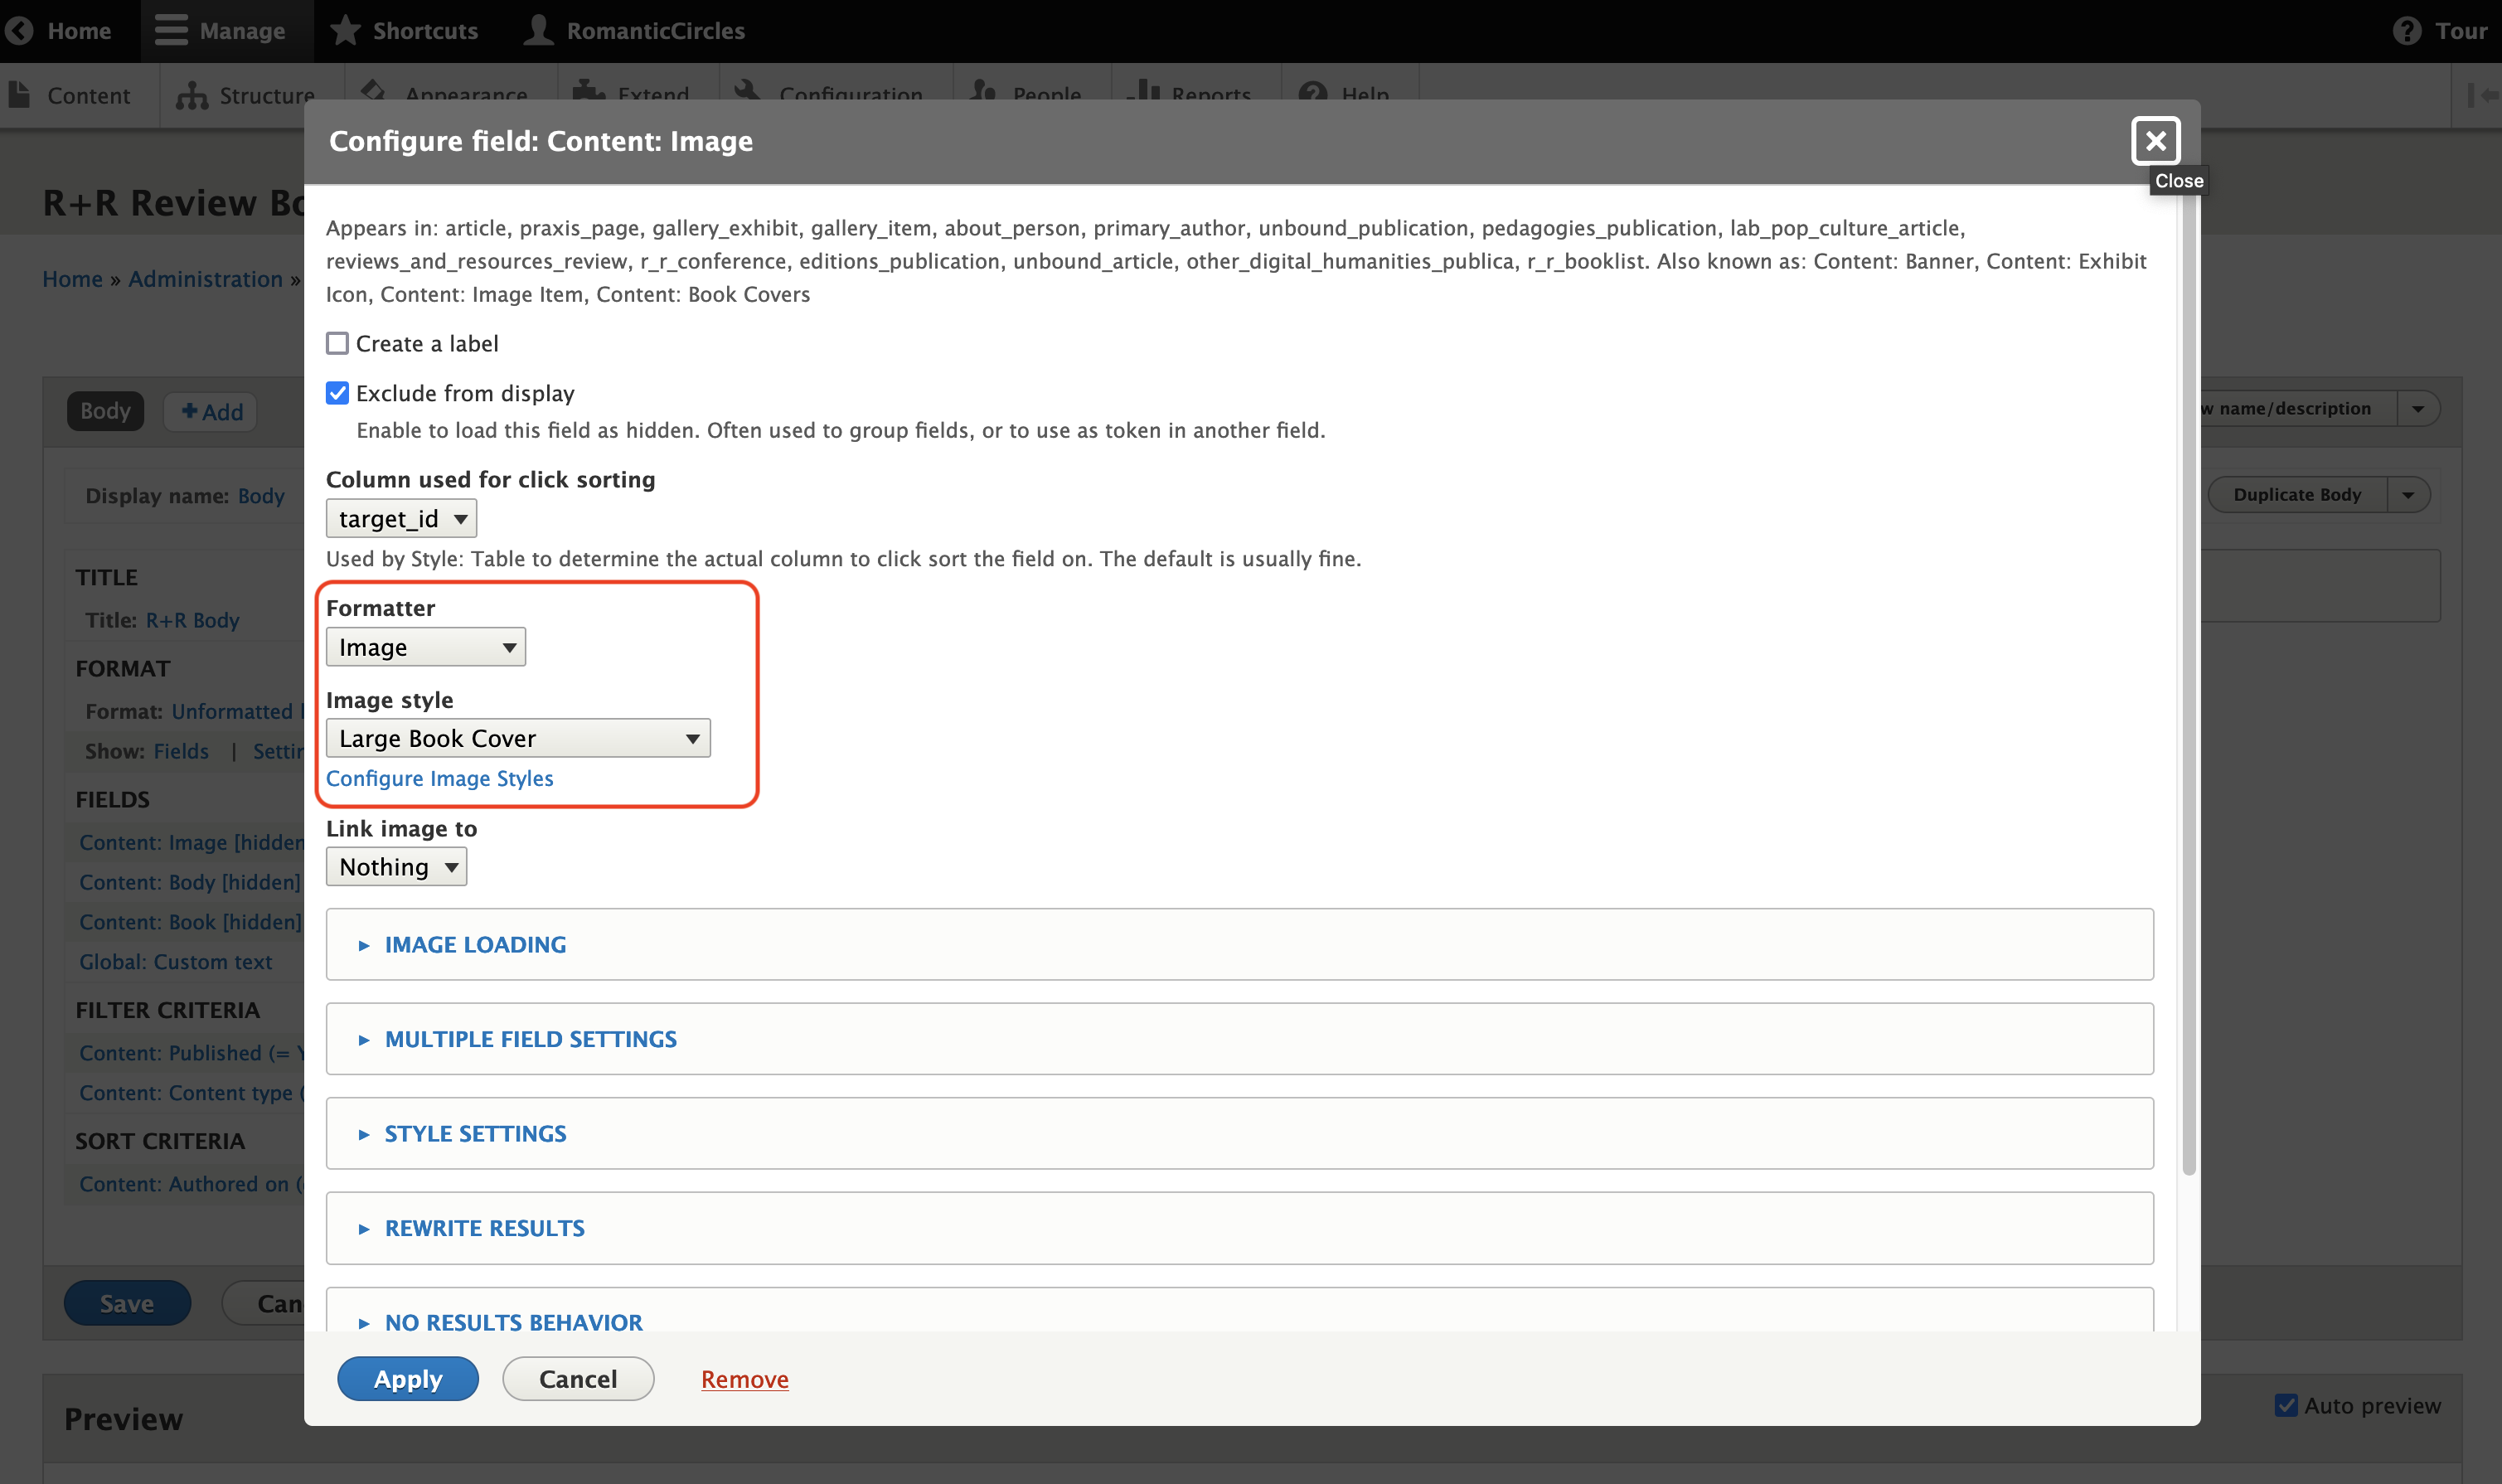 Home Manage Shortcuts RomanticCircles Tour
Content Structure Appearance Extend Configuration People Reports Help
Configure field: Content: Image
Close
R+R Review Bo
Home » Administration »
Appears in: article, praxis_page, gallery_exhibit, gallery_item, about_person, primary_author, unbound_publication, pedagogies_publication, lab_pop_culture_article,
reviews_and_resources_review, r_r_conference, editions_publication, unbound_article, other_digital_humanities_publica, r_r_booklist. Also known as: Content: Banner, Content: Exhibit
Icon, Content: Image Item, Content: Book Covers
Create a label
Exclude from display
Enable to load this field as hidden. Often used to group fields, or to use as token in another field.
Column used for click sorting
target_id
Used by Style: Table to determine the actual column to click sort the field on. The default is usually fine.
Formatter
Image
Image style
Large Book Cover
Configure Image Styles
Link image to
Nothing
IMAGE LOADING
MULTIPLE FIELD SETTINGS
STYLE SETTINGS
REWRITE RESULTS
NO RESULTS BEHAVIOR
Apply Cancel Remove
Body + Add
w name/description
Display name: Body
Duplicate Body
TITLE
Title: R+R Body
FORMAT
Format: Unformatted
Show: Fields | Settin
FIELDS
Content: Image [hidden
Content: Body [hidden]
Content: Book [hidden]
Global: Custom text
FILTER CRITERIA
Content: Published (= Y
Content: Content type (
SORT CRITERIA
Content: Authored on (
Save Can
Preview
Auto preview